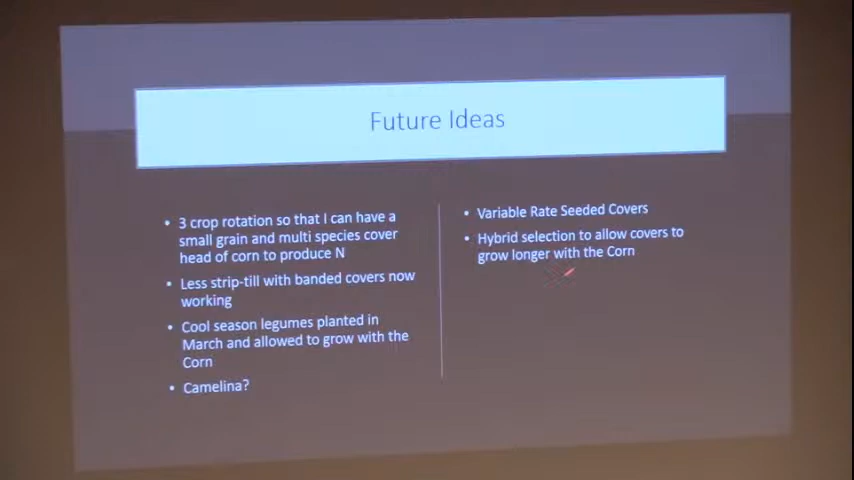 Future Ideas
• 3 crop rotation so that I can have a
small grain and multi species cover
head of corn to produce N
• Less strip-till with banded covers now
working
• Cool season legumes planted in
March and allowed to grow with the
Corn
• Camelina?
• Variable Rate Seeded Covers
• Hybrid selection to allow covers to
grow longer with the Corn